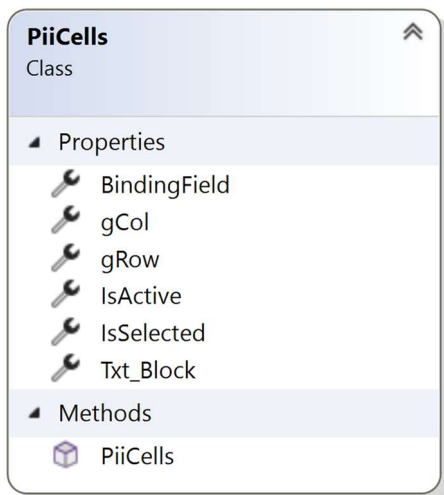 PiiCells
Class
Properties
BindingField
gCol
gRow
IsActive
IsSelected
Txt_Block
Methods
PiiCells